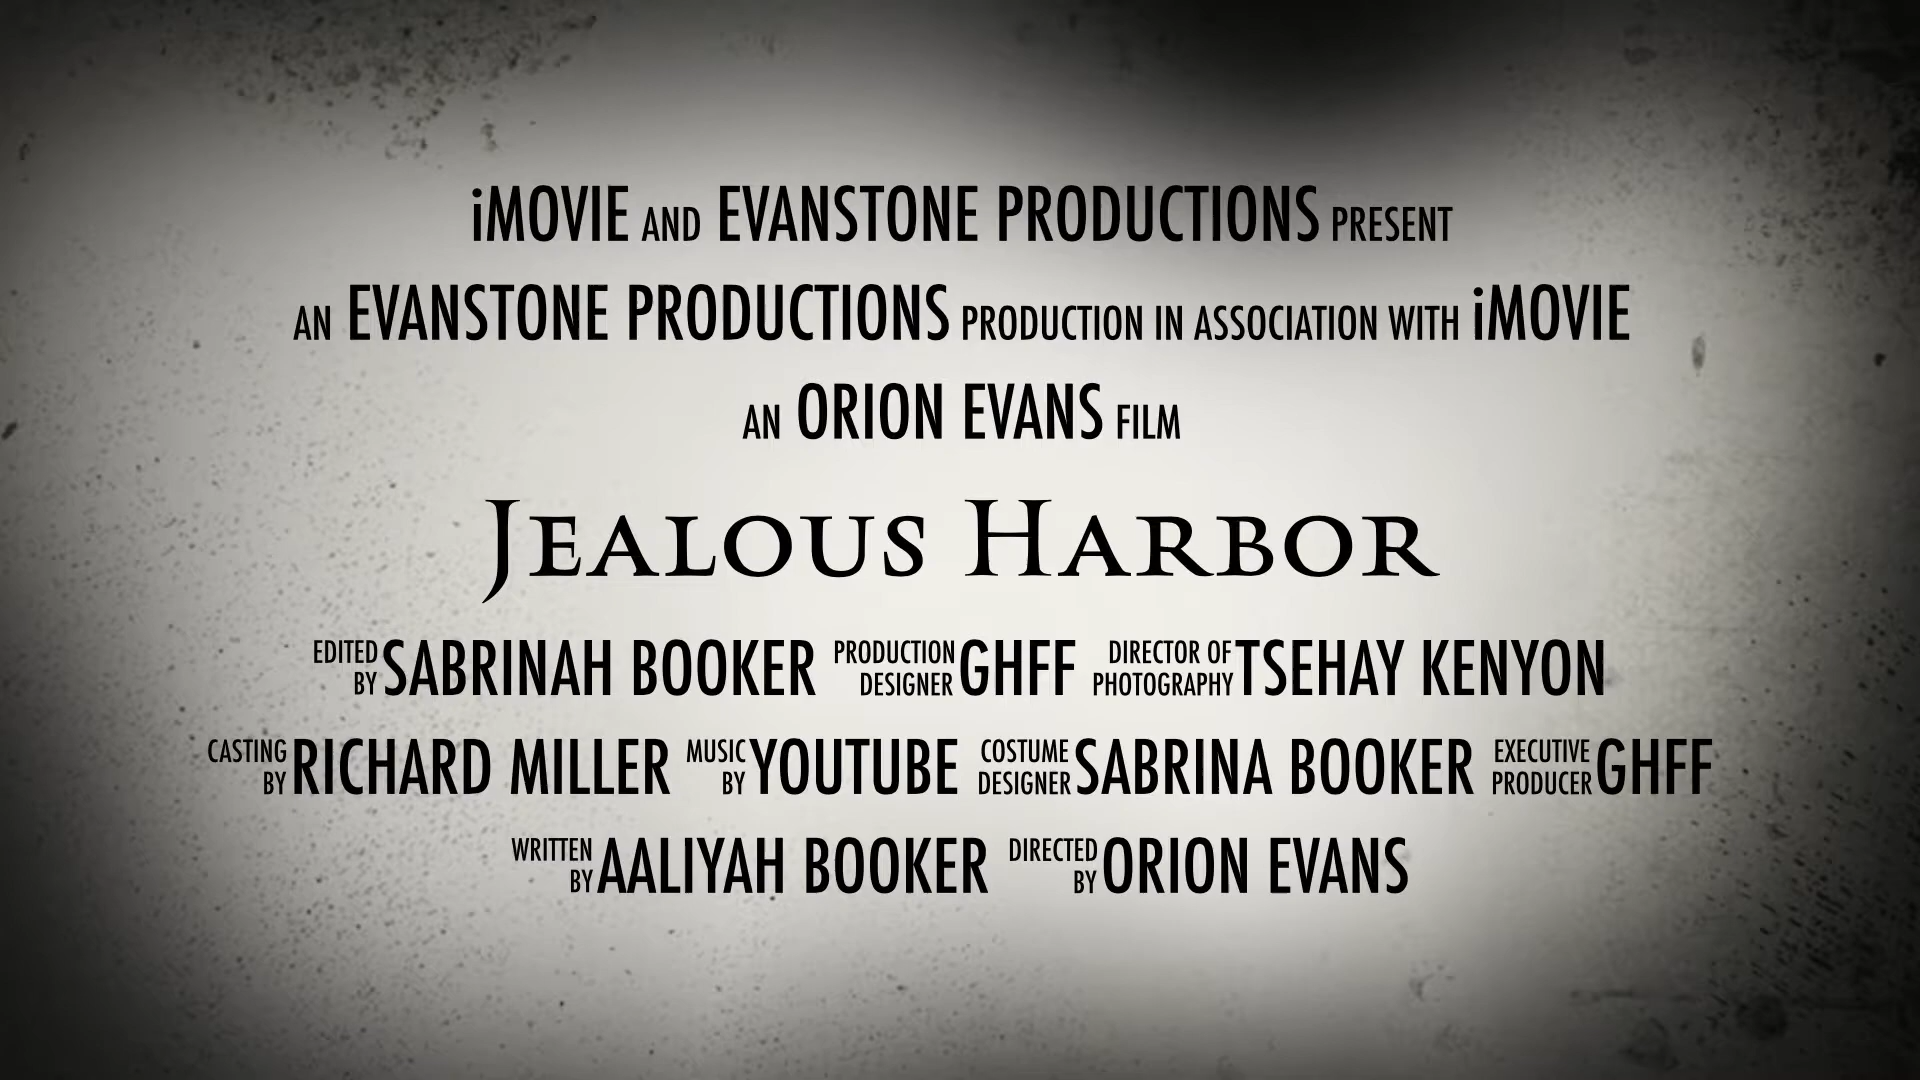 iMOVIE AND EVANSTONE PRODUCTIONS PRESENT
AN EVANSTONE PRODUCTIONS PRODUCTION IN ASSOCIATION WITH iMOVIE
AN ORION EVANS FILM
JEALOUS HARBOR
EDITED BY SABRINAH BOOKER PRODUCTION DESIGNER GHFF DIRECTOR OF PHOTOGRAPHY TSEHAY KENYON
CASTING BY RICHARD MILLER MUSIC BY YOUTUBE COSTUME DESIGNER SABRINA BOOKER EXECUTIVE PRODUCER GHFF
WRITTEN BY AALIYAH BOOKER DIRECTED BY ORION EVANS